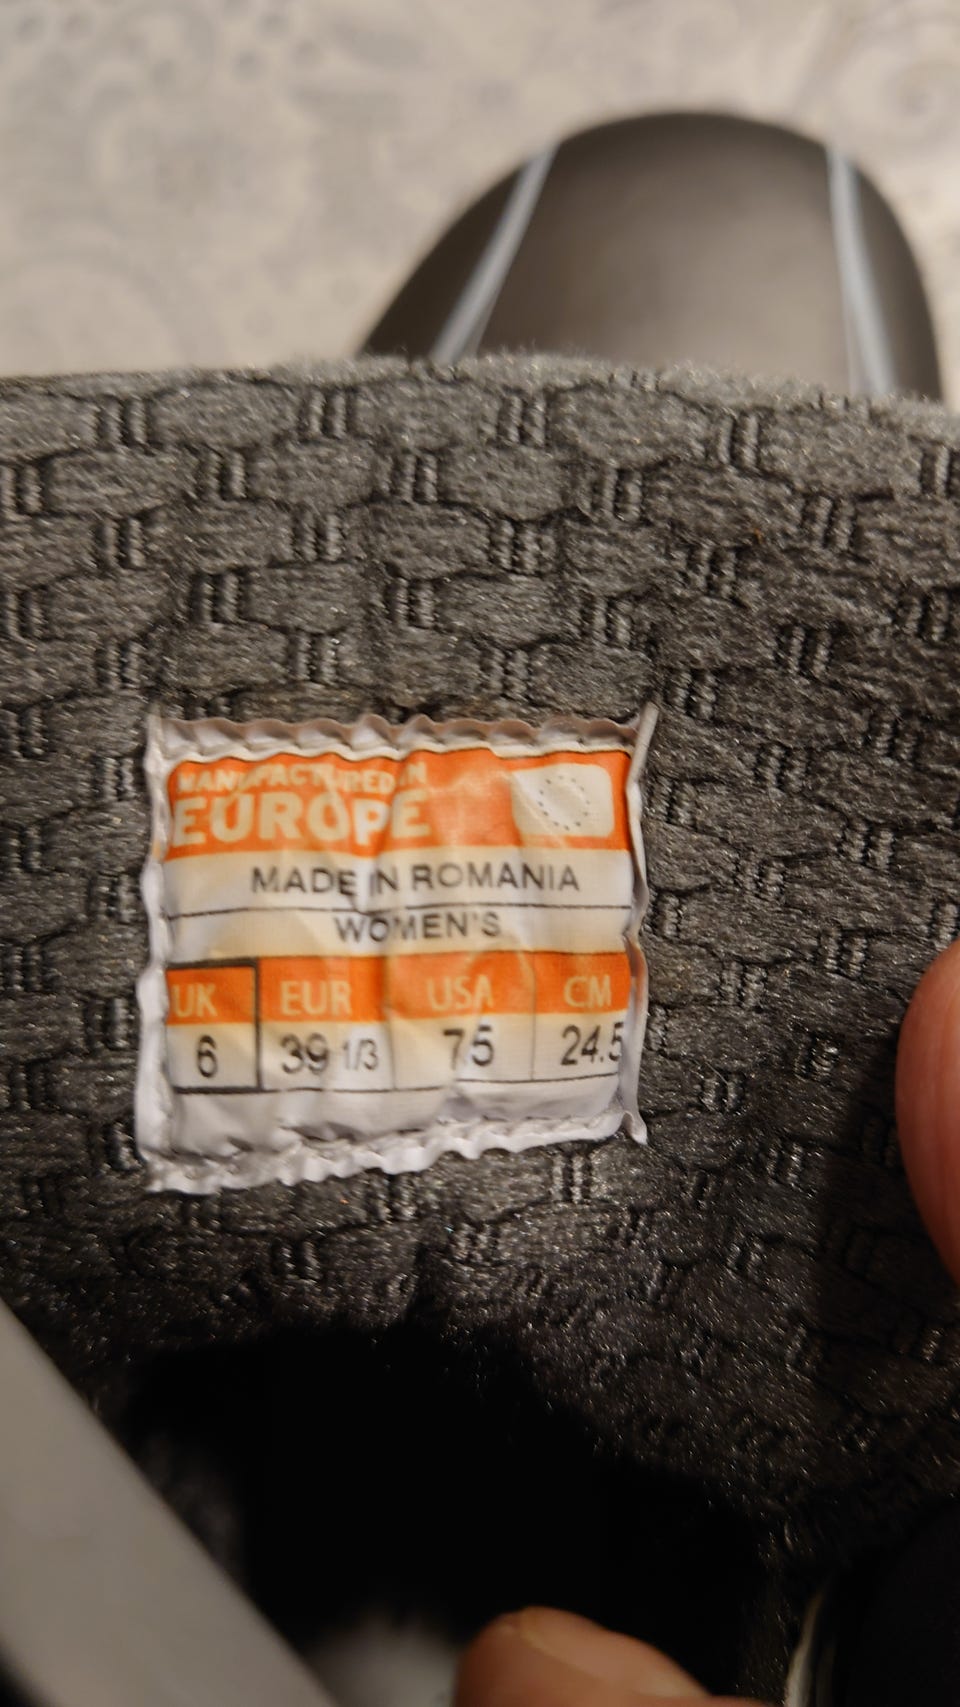 MANUFACTURED IN
EUROPE
MADE IN ROMANIA
WOMEN'S
UK EUR USA CM
6 39 1/3 7.5 24.5